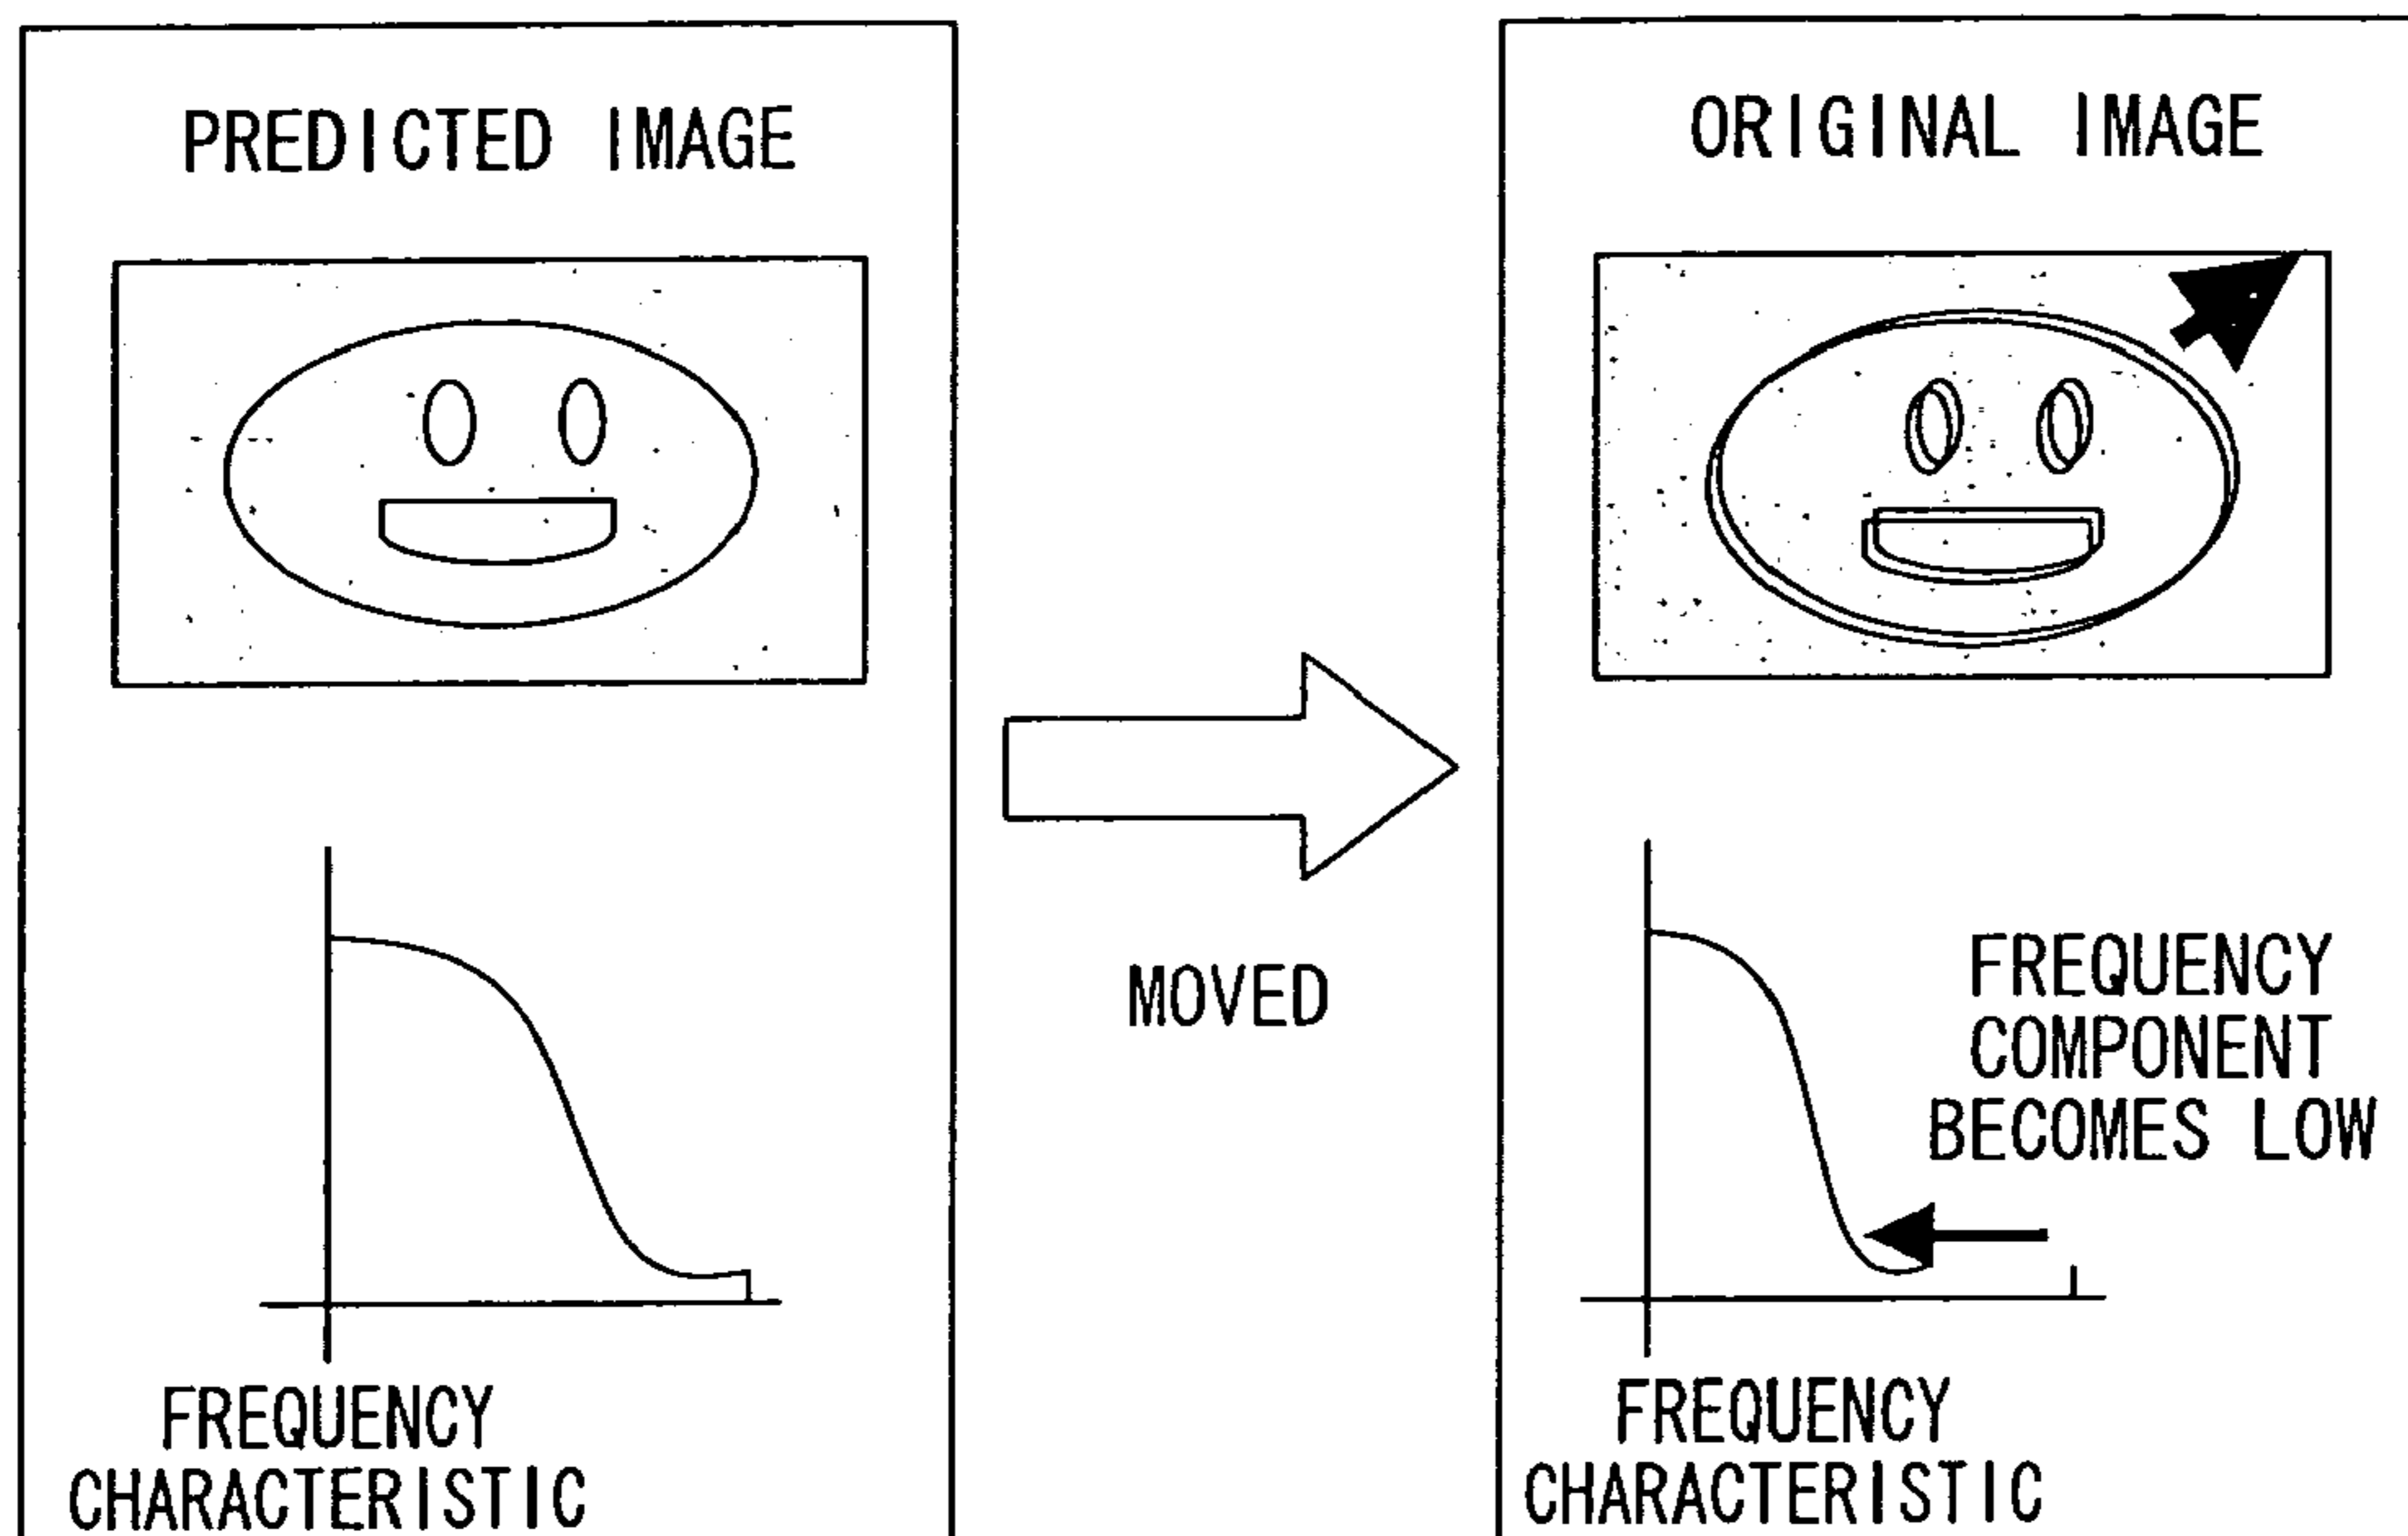 PREDICTED IMAGE
FREQUENCY
CHARACTERISTIC
MOVED
ORIGINAL IMAGE
FREQUENCY
COMPONENT
BECOMES LOW
FREQUENCY
CHARACTERISTIC